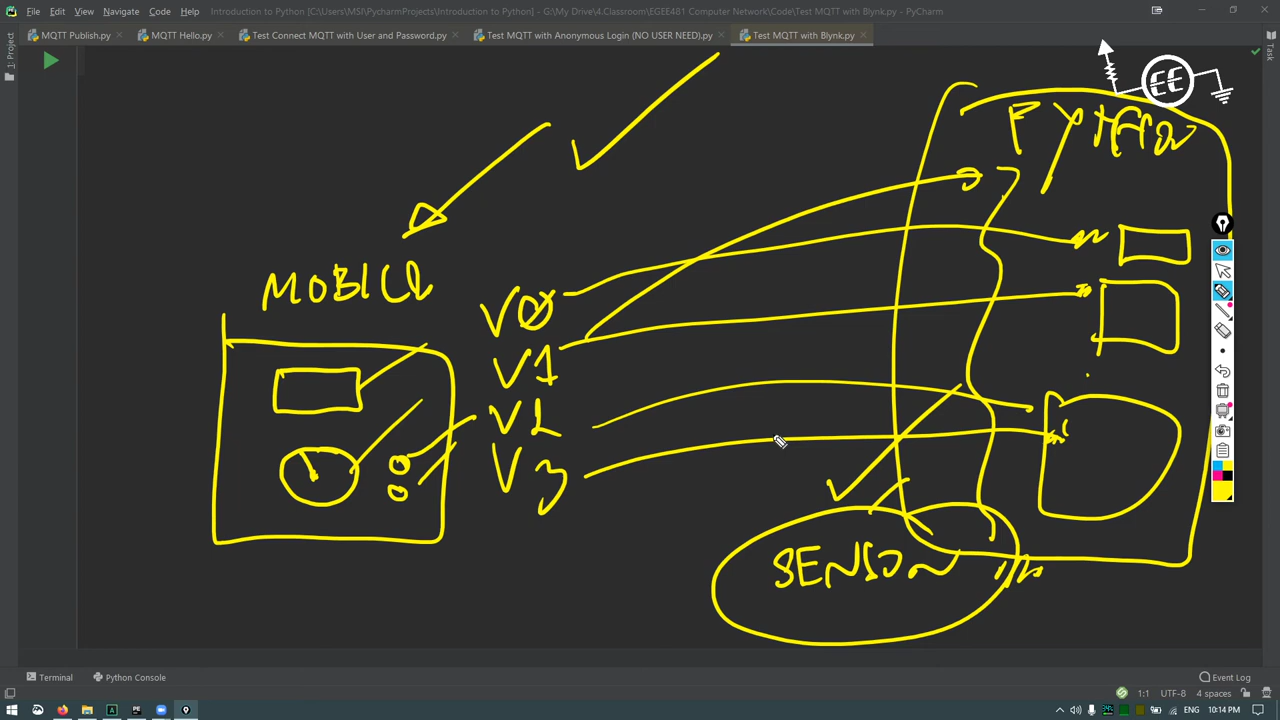 File Edit View Navigate Code Help Introduction to Python [C:\Users\MSI\PycharmProjects\Introduction to Python] - G:\My Drive\4.Classroom\EGEE481 Computer Network\Code\Test MQTT with Blynk.py - PyCharm
MQTT Publish.py MQTT Hello.py Test Connect MQTT with User and Password.py Test MQTT with Anonymous Login (NO USER NEED).py Test MQTT with Blynk.py
Project
Task
EE
PYTHON
MOBILE
V0
V1
V2
V3
SENSOR
Terminal Python Console Event Log
1:1 UTF-8 4 spaces
ENG 10:14 PM